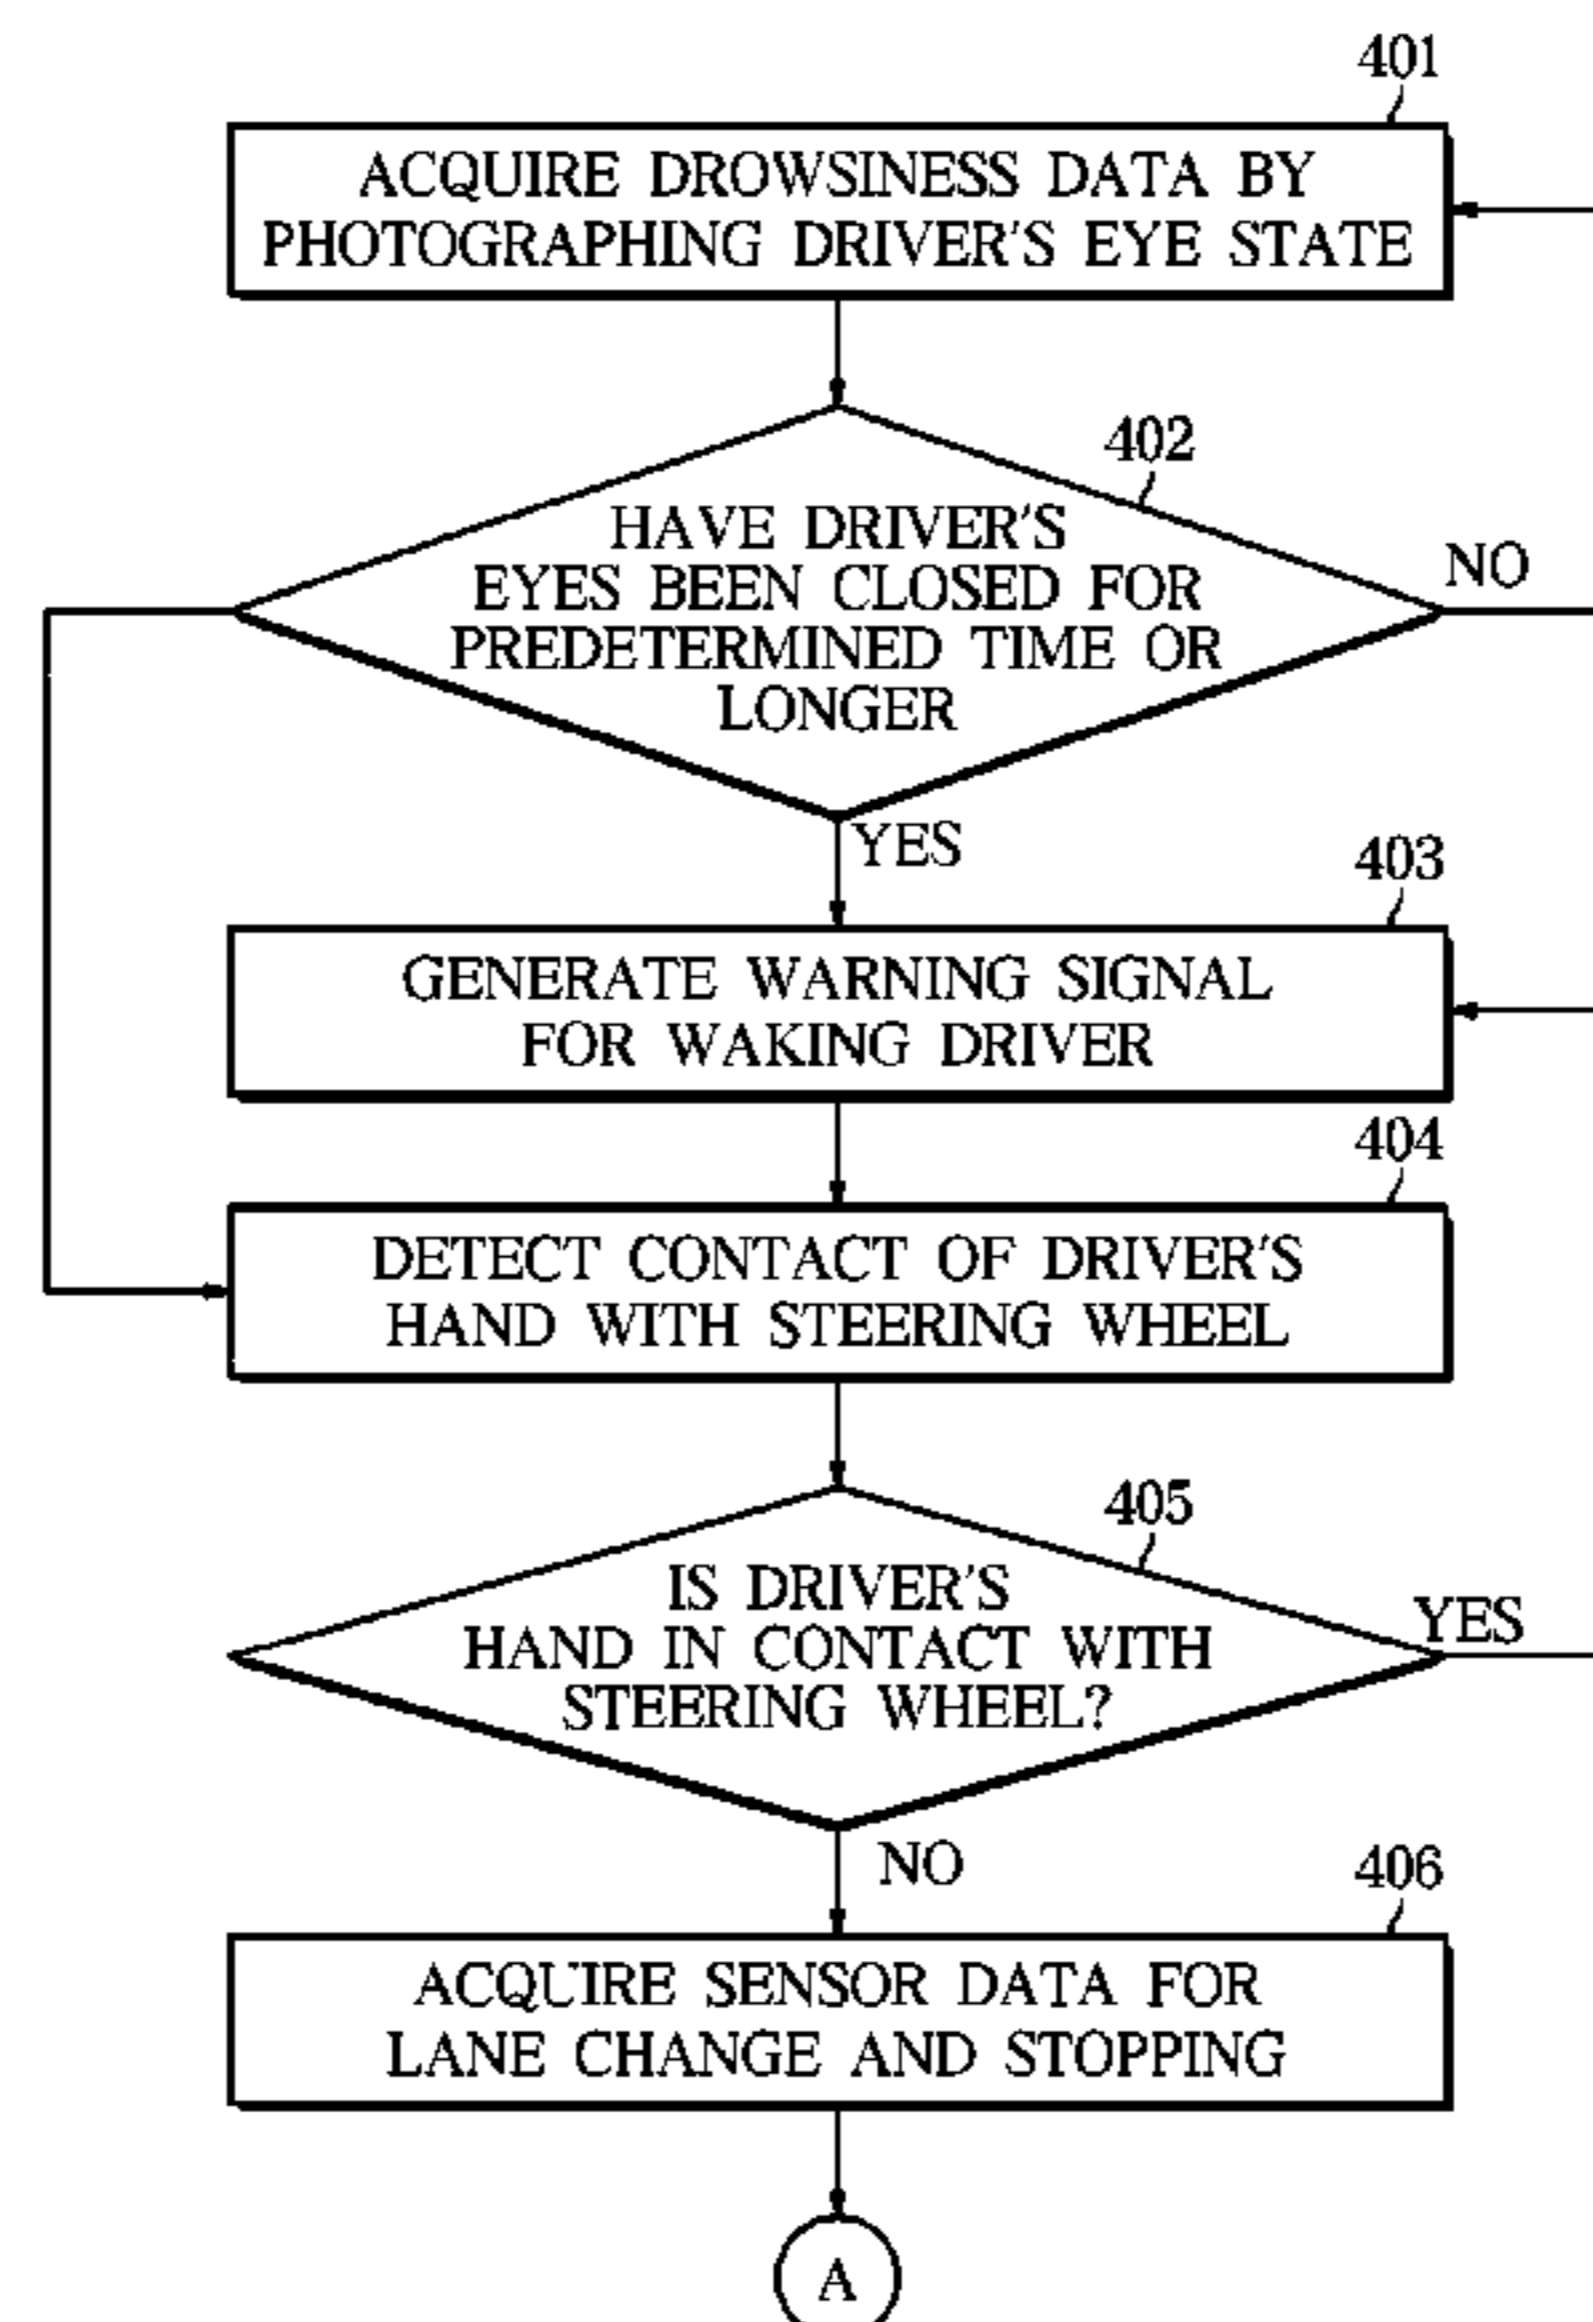 401
ACQUIRE DROWSINESS DATA BY
PHOTOGRAPHING DRIVER'S EYE STATE
402
HAVE DRIVER'S
EYES BEEN CLOSED FOR
PREDETERMINED TIME OR
LONGER
NO
YES
403
GENERATE WARNING SIGNAL
FOR WAKING DRIVER
404
DETECT CONTACT OF DRIVER'S
HAND WITH STEERING WHEEL
405
IS DRIVER'S
HAND IN CONTACT WITH
STEERING WHEEL?
YES
NO
406
ACQUIRE SENSOR DATA FOR
LANE CHANGE AND STOPPING
A